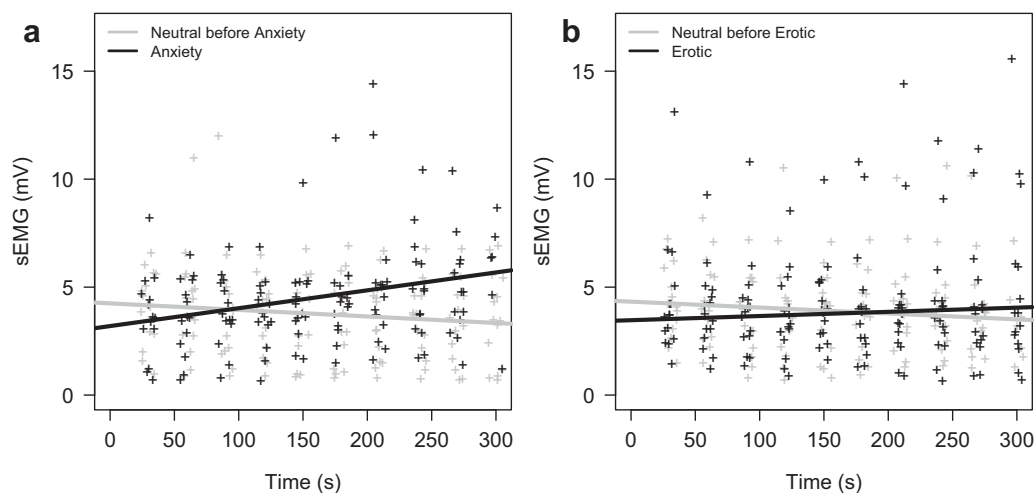 a
Neutral before Anxiety
Anxiety
sEMG (mV)
15
10
5
0
0 50 100 150 200 250 300
Time (s)
b
Neutral before Erotic
Erotic
sEMG (mV)
15
10
5
0
0 50 100 150 200 250 300
Time (s)